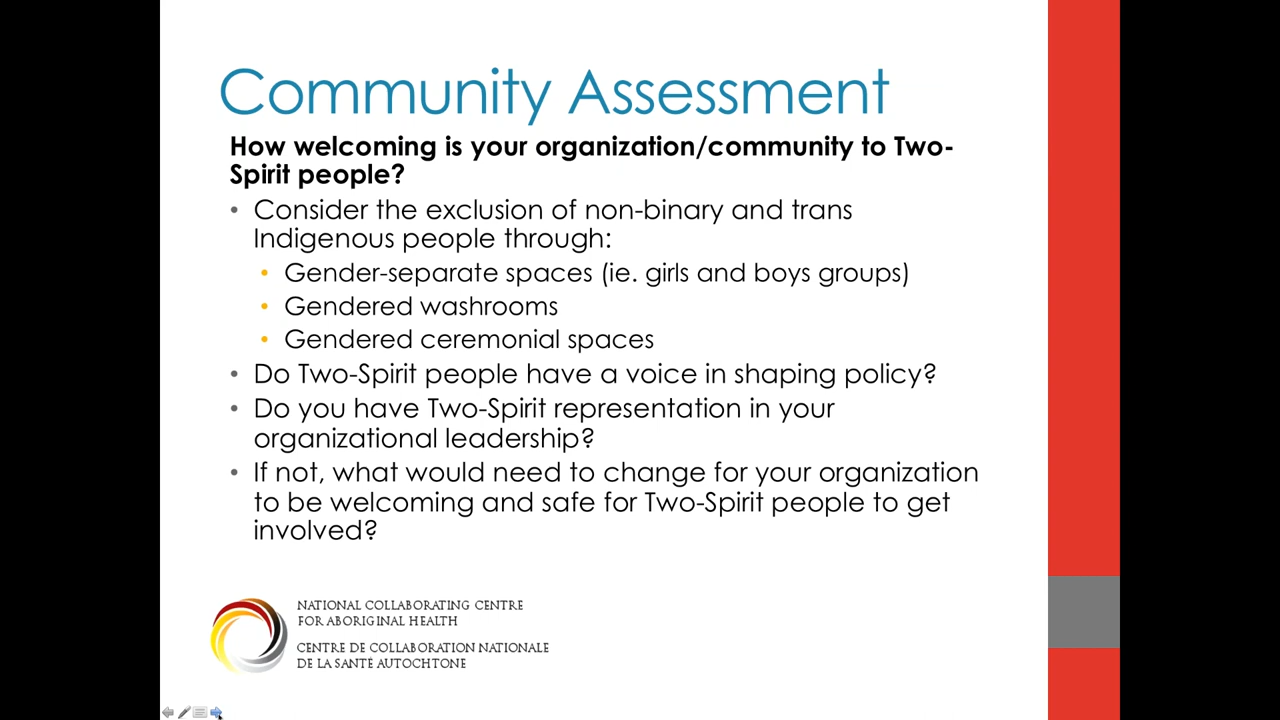 Community Assessment
How welcoming is your organization/community to Two-
Spirit people?
• Consider the exclusion of non-binary and trans
Indigenous people through:
• Gender-separate spaces (ie. girls and boys groups)
• Gendered washrooms
• Gendered ceremonial spaces
• Do Two-Spirit people have a voice in shaping policy?
• Do you have Two-Spirit representation in your
organizational leadership?
• If not, what would need to change for your organization
to be welcoming and safe for Two-Spirit people to get
involved?
NATIONAL COLLABORATING CENTRE
FOR ABORIGINAL HEALTH
CENTRE DE COLLABORATION NATIONALE
DE LA SANTÉ AUTOCHTONE